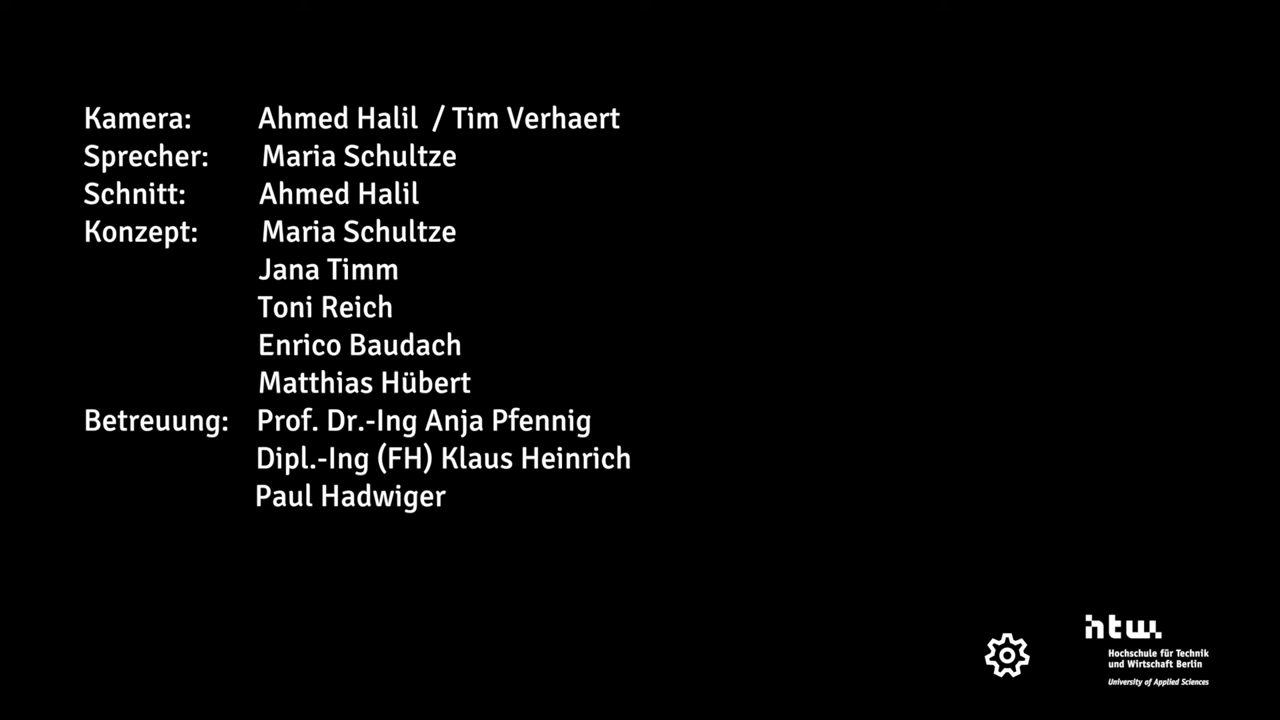 Kamera: Ahmed Halil / Tim Verhaert
Sprecher: Maria Schultze
Schnitt: Ahmed Halil
Konzept: Maria Schultze
Jana Timm
Toni Reich
Enrico Baudach
Matthias Hübert
Betreuung: Prof. Dr.-Ing Anja Pfennig
Dipl.-Ing (FH) Klaus Heinrich
Paul Hadwiger
htw.
Hochschule für Technik
und Wirtschaft Berlin
University of Applied Sciences